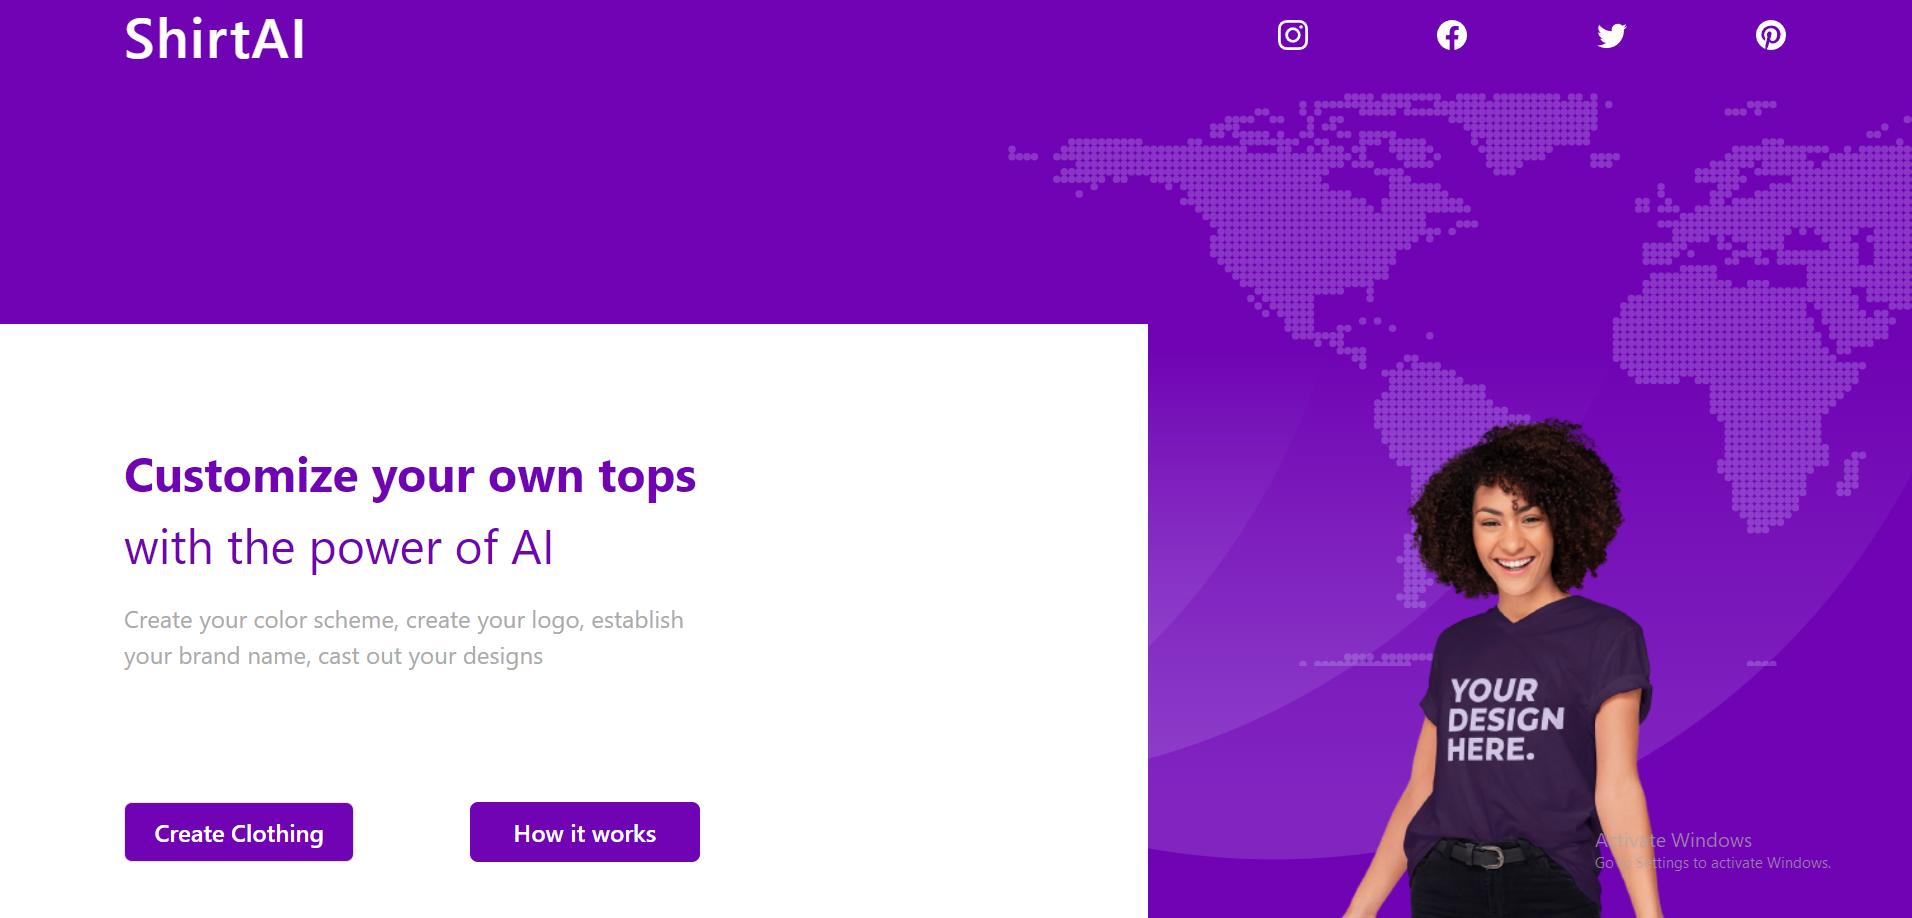 ShirtAI
Customize your own tops
with the power of AI
Create your color scheme, create your logo, establish
your brand name, cast out your designs
Create Clothing
How it works
YOUR
DESIGN
HERE.
Activate Windows
Go to Settings to activate Windows.